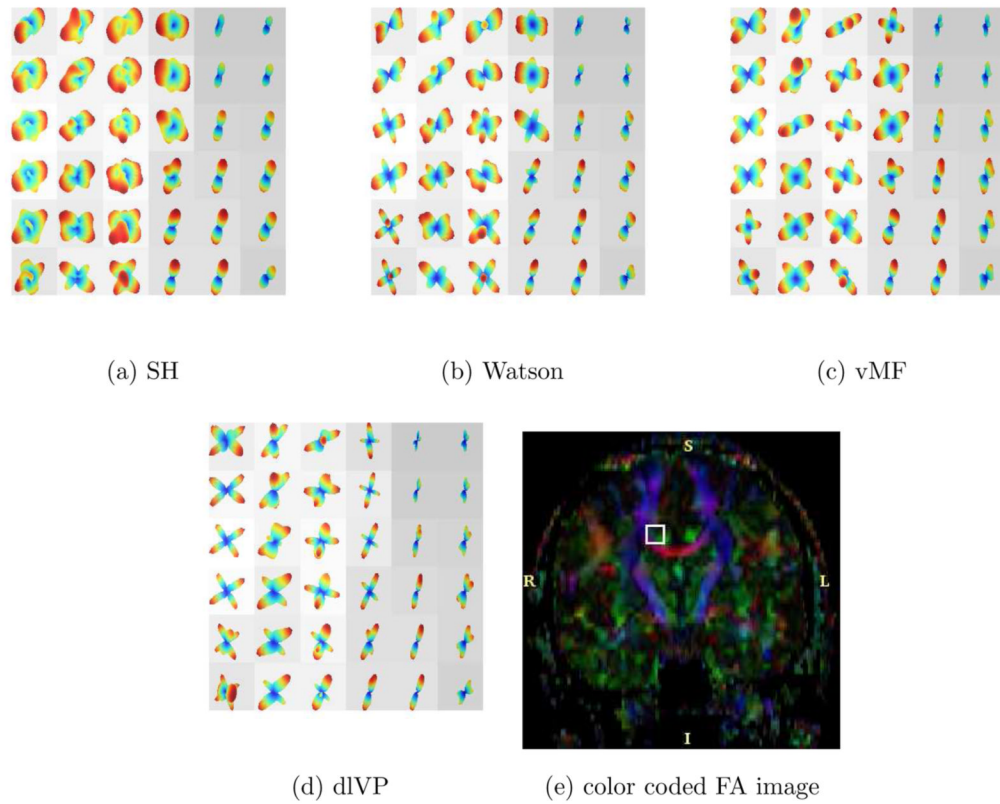 (a) SH
(b) Watson
(c) vMF
S
R
L
I
(d) dlVP
(e) color coded FA image